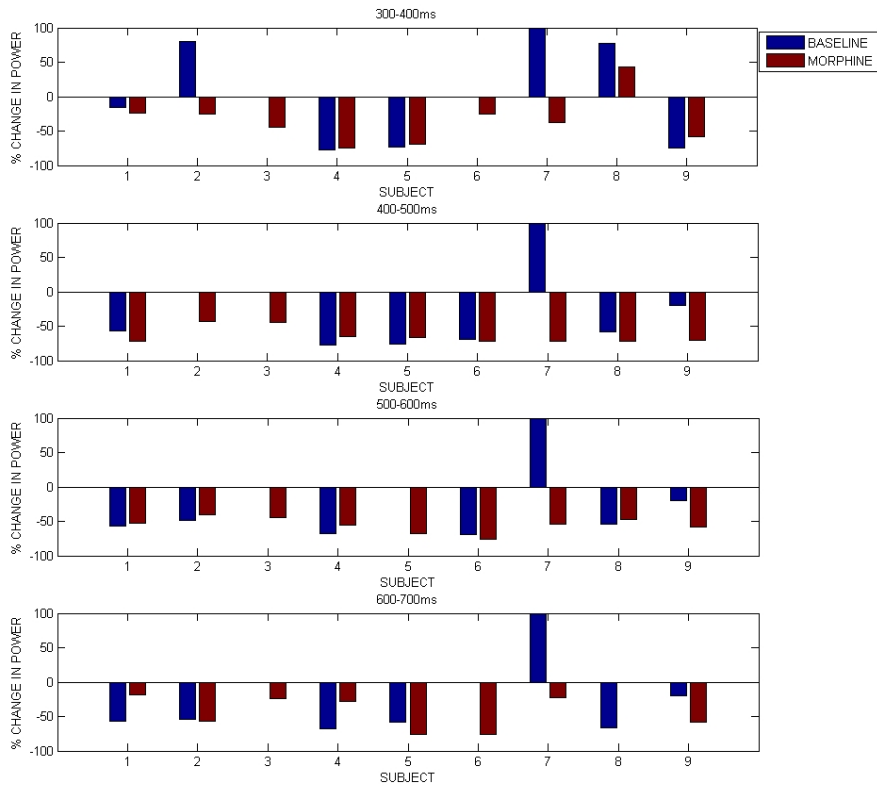 300-400ms
100
50
0
-50
-100
% CHANGE IN POWER
1 2 3 4 5 6 7 8 9
SUBJECT
BASELINE
MORPHINE
400-500ms
100
50
0
-50
-100
% CHANGE IN POWER
1 2 3 4 5 6 7 8 9
SUBJECT
500-600ms
100
50
0
-50
-100
% CHANGE IN POWER
1 2 3 4 5 6 7 8 9
SUBJECT
600-700ms
100
50
0
-50
-100
% CHANGE IN POWER
1 2 3 4 5 6 7 8 9
SUBJECT